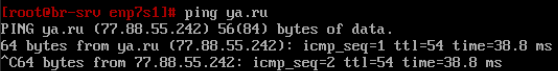 [root@br-srv enp7s1]# ping ya.ru
PING ya.ru (77.88.55.242) 56(84) bytes of data.
64 bytes from ya.ru (77.88.55.242): icmp_seq=1 ttl=54 time=38.8 ms
^C64 bytes from 77.88.55.242: icmp_seq=2 ttl=54 time=38.8 ms